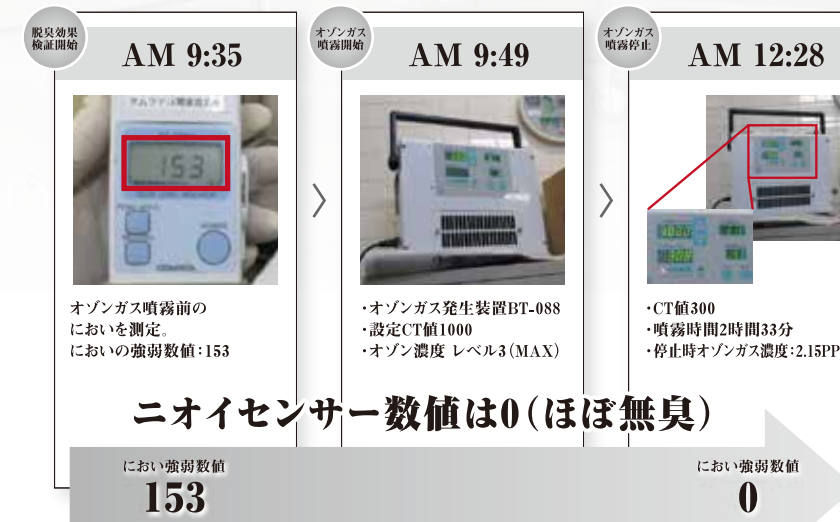 脱臭効果
検証開始
AM 9:35
153
オゾンガス噴霧前の
においを測定。
においの強弱数値:153
オゾンガス
噴霧開始
AM 9:49
・オゾンガス発生装置BT-088
・設定CT値1000
・オゾン濃度 レベル3(MAX)
オゾンガス
噴霧停止
AM 12:28
・CT値300
・噴霧時間2時間33分
・停止時オゾンガス濃度:2.15PP
ニオイセンサー数値は0(ほぼ無臭)
におい強弱数値
153
におい強弱数値
0